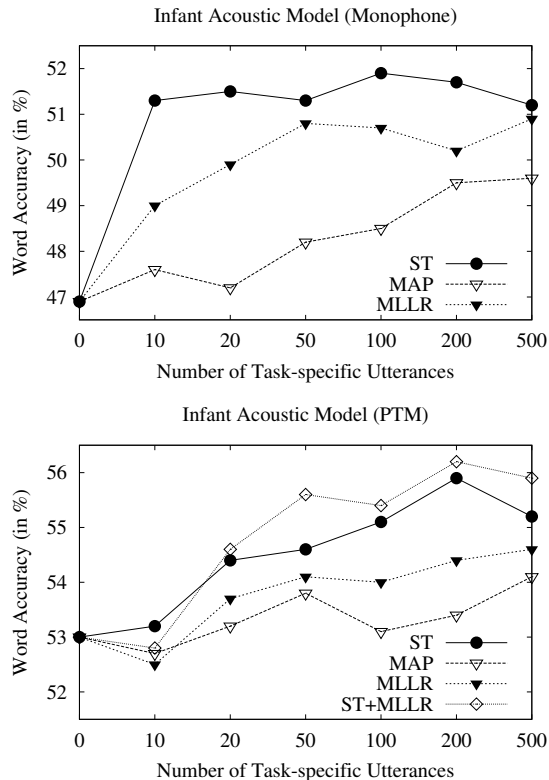 Infant Acoustic Model (Monophone)
52
51
50
49
48
47
Word Accuracy (in %)
ST
MAP
MLLR
0 10 20 50 100 200 500
Number of Task-specific Utterances
Infant Acoustic Model (PTM)
56
55
54
53
52
Word Accuracy (in %)
ST
MAP
MLLR
ST+MLLR
0 10 20 50 100 200 500
Number of Task-specific Utterances